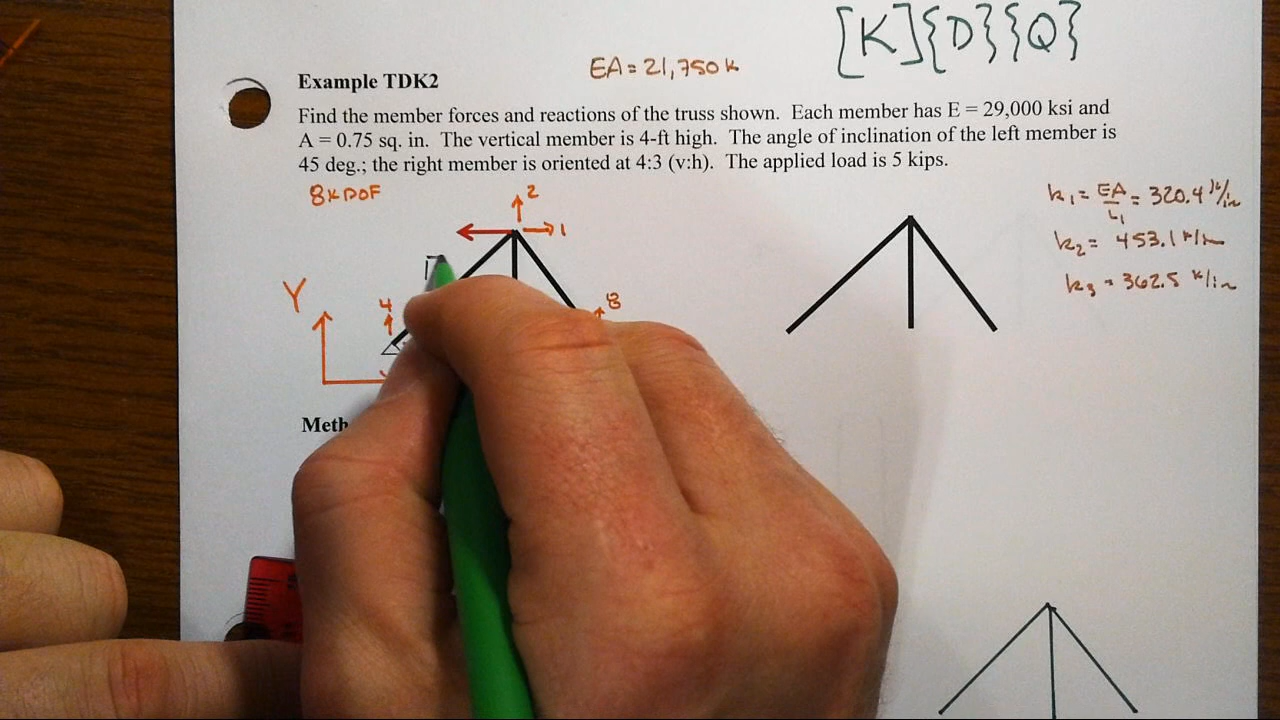 [K]{D}{Q}
EA = 21,750 k
Example TDK2
Find the member forces and reactions of the truss shown. Each member has E = 29,000 ksi and
A = 0.75 sq. in. The vertical member is 4-ft high. The angle of inclination of the left member is
45 deg.; the right member is oriented at 4:3 (v:h). The applied load is 5 kips.
8 K DOF
2
1
k1 = EA/L1 = 320.4 k/in
k2 = 453.1 k/in
k3 = 362.5 k/in
Y
4
8
Meth